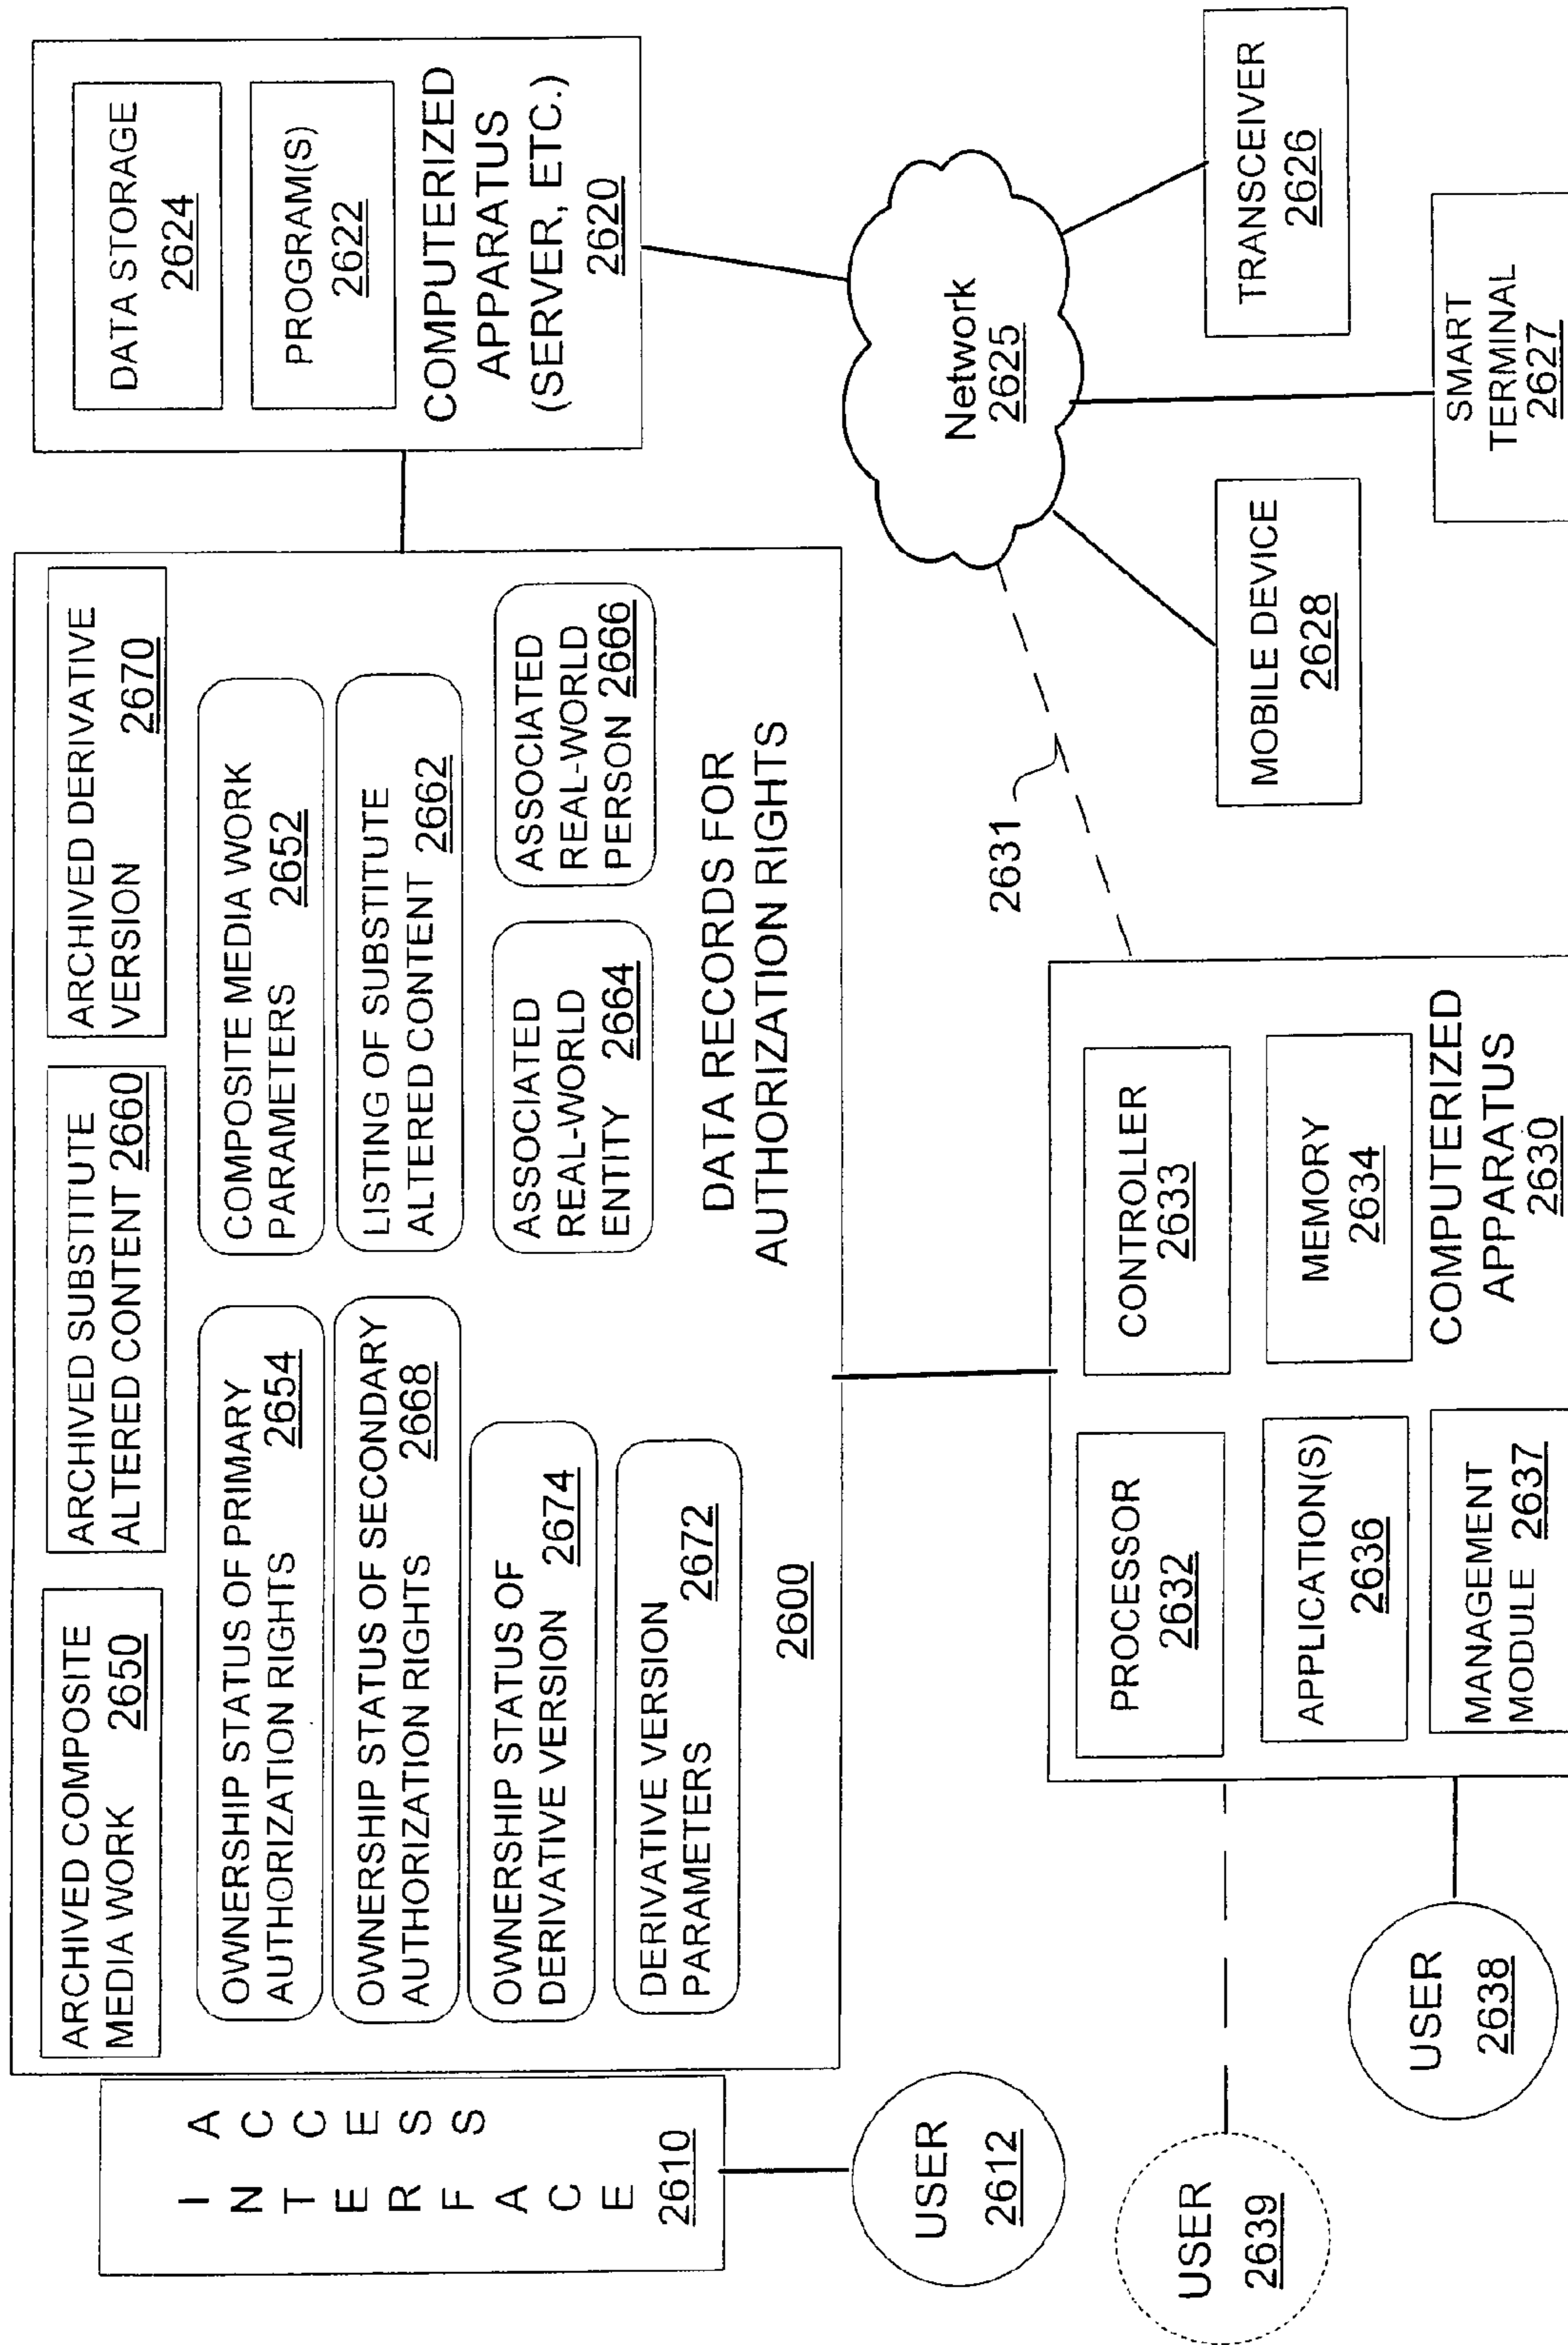 ACCESS
INTERFACE
2610
USER
2612
ARCHIVED COMPOSITE
MEDIA WORK 2650
ARCHIVED SUBSTITUTE
ALTERED CONTENT 2660
ARCHIVED DERIVATIVE
VERSION 2670
OWNERSHIP STATUS OF PRIMARY
AUTHORIZATION RIGHTS 2654
COMPOSITE MEDIA WORK
PARAMETERS 2652
OWNERSHIP STATUS OF SECONDARY
AUTHORIZATION RIGHTS 2668
LISTING OF SUBSTITUTE
ALTERED CONTENT 2662
OWNERSHIP STATUS OF
DERIVATIVE VERSION 2674
ASSOCIATED
REAL-WORLD
ENTITY 2664
ASSOCIATED
REAL-WORLD
PERSON 2666
DERIVATIVE VERSION
PARAMETERS 2672
DATA RECORDS FOR
AUTHORIZATION RIGHTS
2600
DATA STORAGE
2624
PROGRAM(S)
2622
COMPUTERIZED
APPARATUS
(SERVER, ETC.)
2620
Network
2625
2631
TRANSCEIVER
2626
MOBILE DEVICE
2628
SMART
TERMINAL
2627
USER
2639
USER
2638
PROCESSOR
2632
CONTROLLER
2633
APPLICATION(S)
2636
MEMORY
2634
MANAGEMENT
MODULE 2637
COMPUTERIZED
APPARATUS
2630